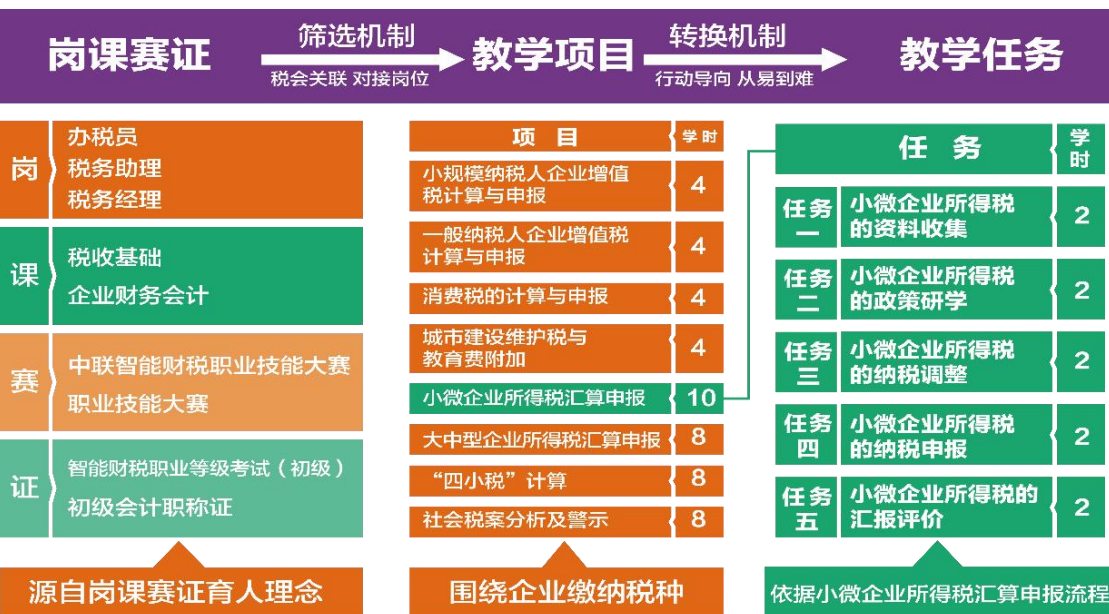 岗课赛证
筛选机制
税会关联 对接岗位
教学项目
转换机制
行动导向 从易到难
教学任务
岗
办税员
税务助理
税务经理
课
税收基础
企业财务会计
赛
中联智能财税职业技能大赛
职业技能大赛
证
智能财税职业等级考试（初级）
初级会计职称证
源自岗课赛证育人理念
项 目
学时
小规模纳税人企业增值
税计算与申报
4
一般纳税人企业增值税
计算与申报
4
消费税的计算与申报
4
城市建设维护税与
教育费附加
4
小微企业所得税汇算申报
10
大中型企业所得税汇算申报
8
“四小税”计算
8
社会税案分析及警示
8
围绕企业缴纳税种
任 务
学
时
任务
一
小微企业所得税
的资料收集
2
任务
二
小微企业所得税
的政策研学
2
任务
三
小微企业所得税
的纳税调整
2
任务
四
小微企业所得税
的纳税申报
2
任务
五
小微企业所得税的
汇报评价
2
依据小微企业所得税汇算申报流程